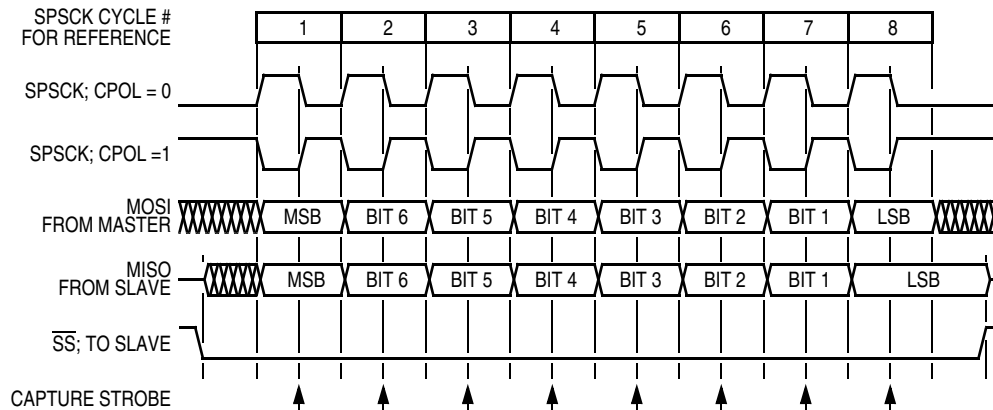 SPSCK CYCLE #
FOR REFERENCE
1 2 3 4 5 6 7 8
SPSCK; CPOL = 0
SPSCK; CPOL =1
MOSI
FROM MASTER
MSB BIT 6 BIT 5 BIT 4 BIT 3 BIT 2 BIT 1 LSB
MISO
FROM SLAVE
MSB BIT 6 BIT 5 BIT 4 BIT 3 BIT 2 BIT 1 LSB
SS; TO SLAVE
CAPTURE STROBE